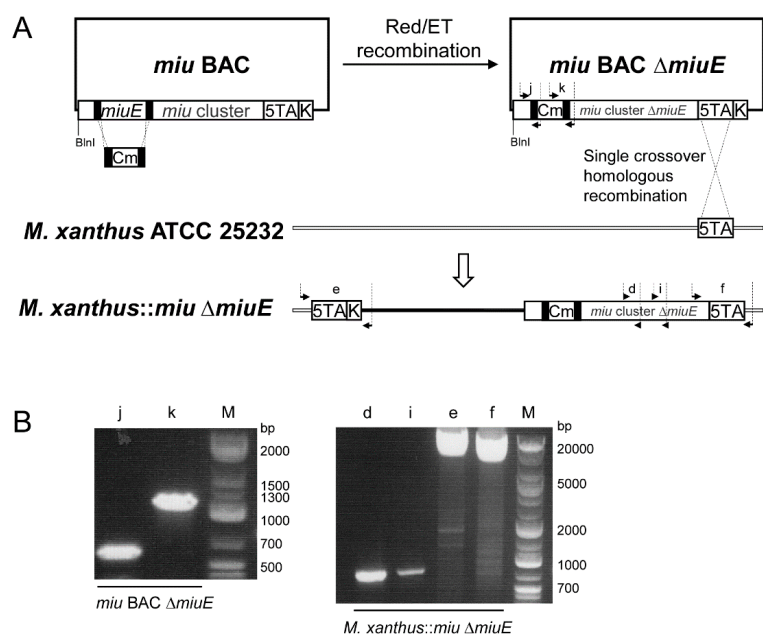 A
Red/ET
recombination
miu BAC
miu BAC ΔmiuE
miuE miu cluster 5TA K
j k
Cm miu cluster ΔmiuE 5TA K
BlnI
BlnI
Cm
Single crossover
homologous
recombination
M. xanthus ATCC 25232
5TA
M. xanthus::miu ΔmiuE
e d i f
5TA K Cm miu cluster ΔmiuE 5TA
B
j k M
bp
2000
1500
1300
1000
700
500
miu BAC ΔmiuE
d i e f M
bp
20000
5000
2000
1000
700
M. xanthus::miu ΔmiuE